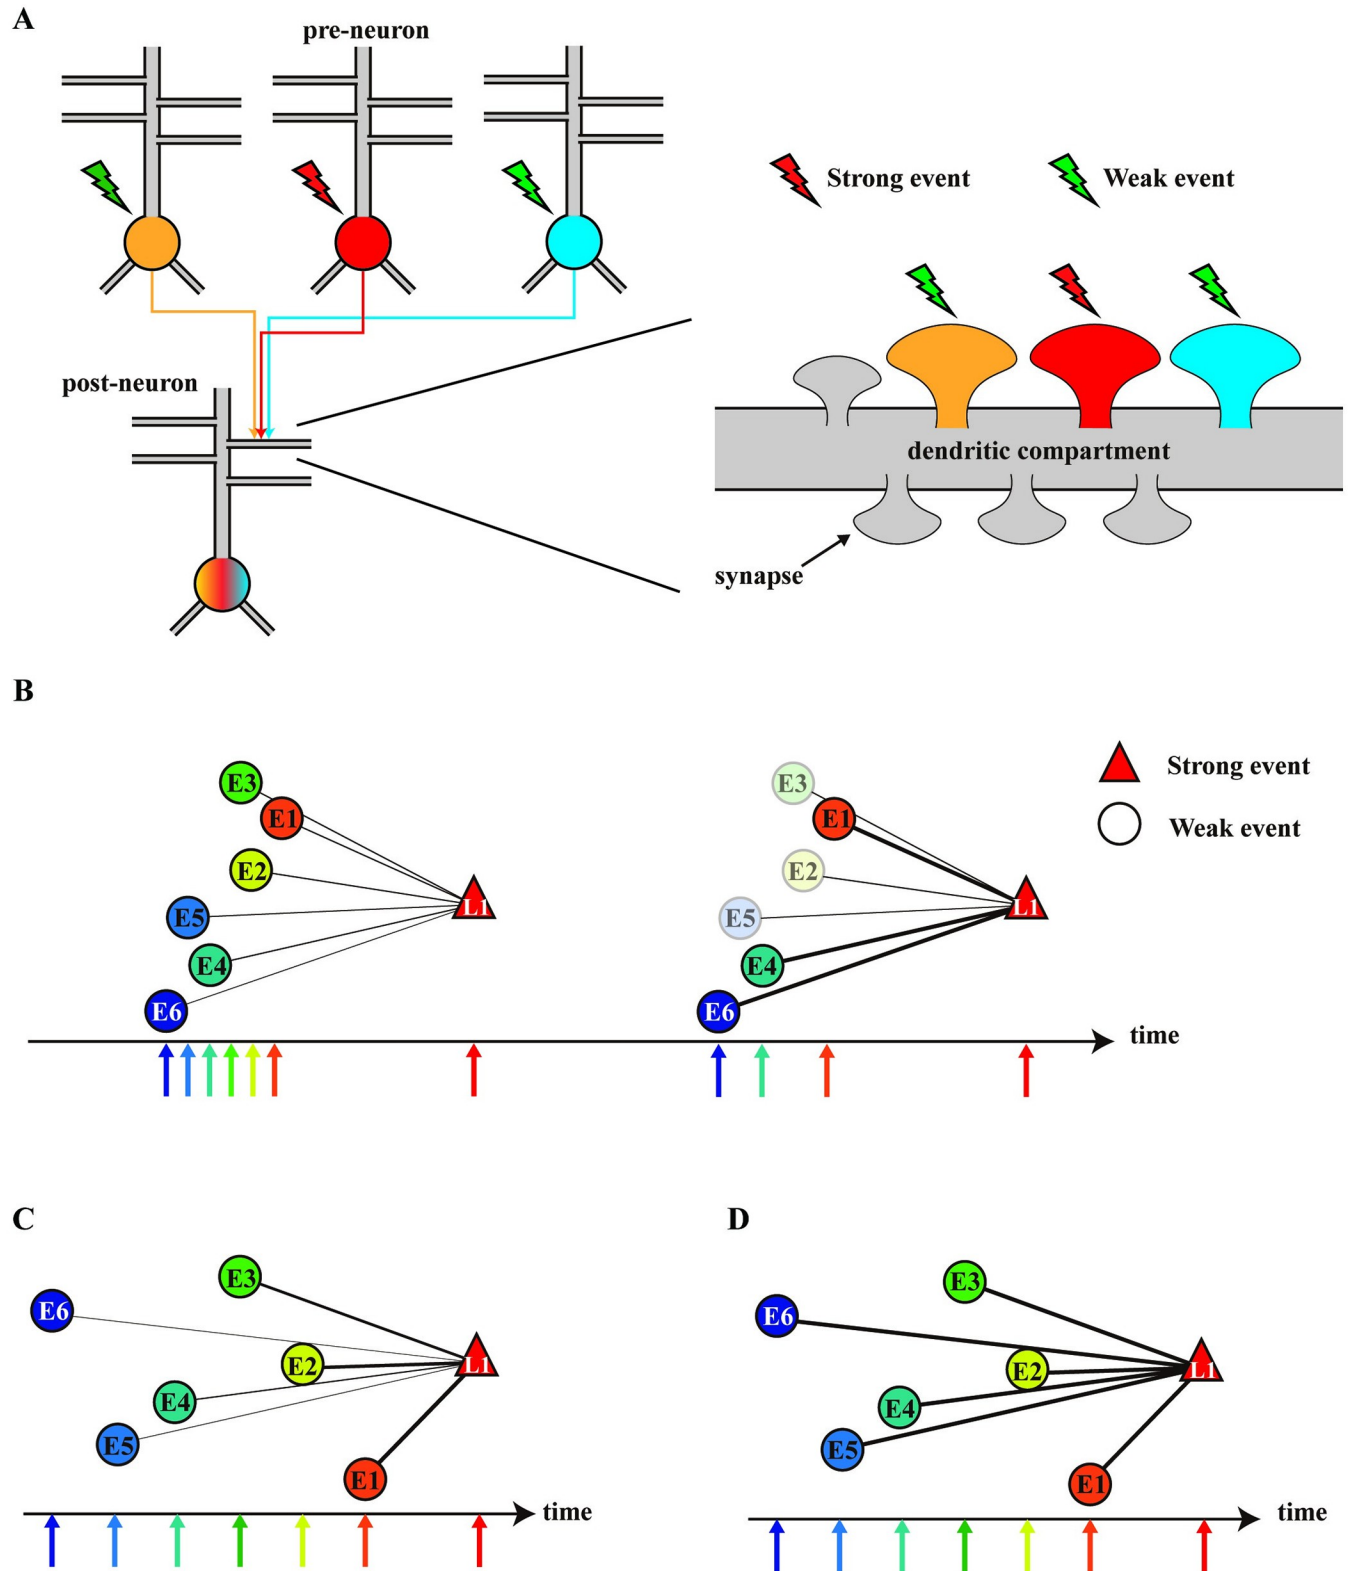 A
pre-neuron
Strong event
Weak event
post-neuron
dendritic compartment
synapse
B
E3
E1
E2
E5
E4
E6
L1
E3
E1
E2
E5
E4
E6
L1
Strong event
Weak event
time
C
E3
E6
E2
L1
E4
E5
E1
time
D
E3
E6
E2
L1
E4
E5
E1
time